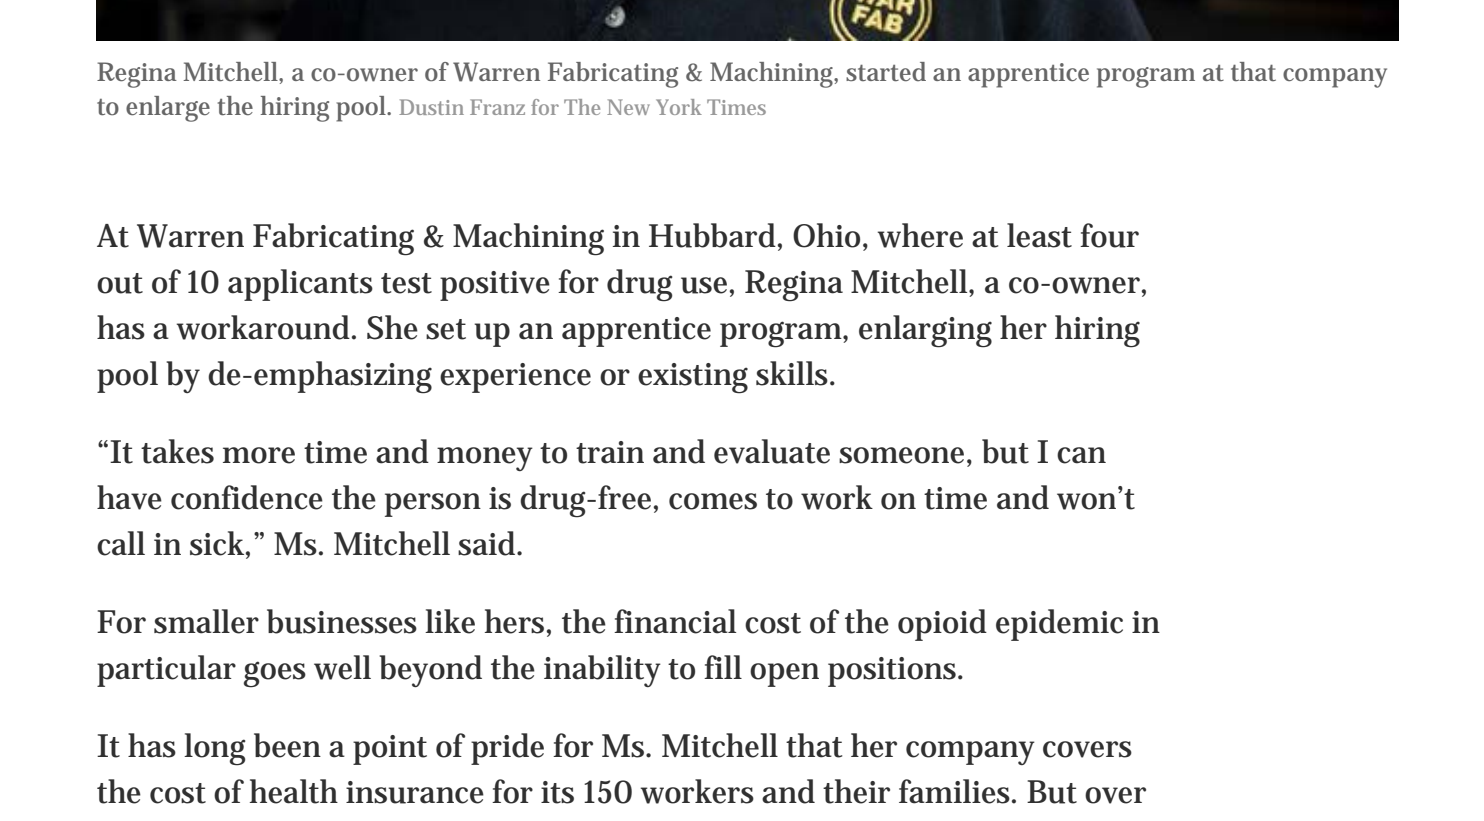 WAR
FAB
Regina Mitchell, a co-owner of Warren Fabricating & Machining, started an apprentice program at that company
to enlarge the hiring pool. Dustin Franz for The New York Times
At Warren Fabricating & Machining in Hubbard, Ohio, where at least four
out of 10 applicants test positive for drug use, Regina Mitchell, a co-owner,
has a workaround. She set up an apprentice program, enlarging her hiring
pool by de-emphasizing experience or existing skills.
“It takes more time and money to train and evaluate someone, but I can
have confidence the person is drug-free, comes to work on time and won’t
call in sick,” Ms. Mitchell said.
For smaller businesses like hers, the financial cost of the opioid epidemic in
particular goes well beyond the inability to fill open positions.
It has long been a point of pride for Ms. Mitchell that her company covers
the cost of health insurance for its 150 workers and their families. But over